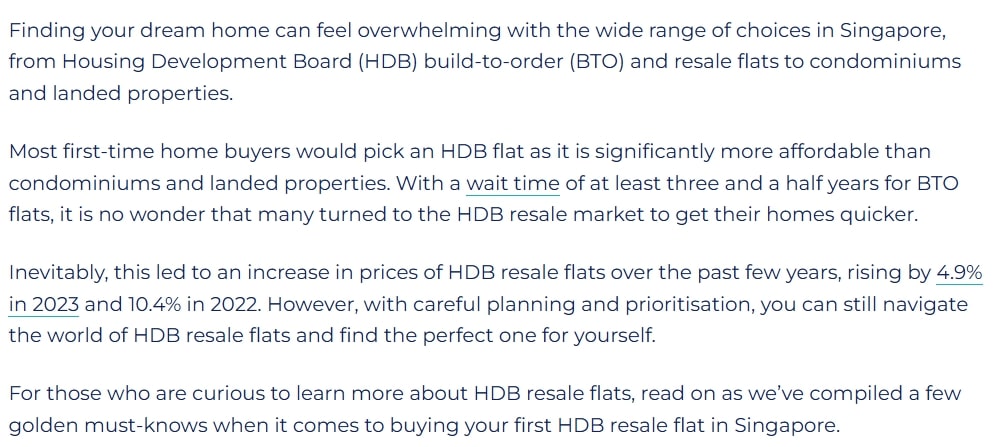 Finding your dream home can feel overwhelming with the wide range of choices in Singapore,
from Housing Development Board (HDB) build-to-order (BTO) and resale flats to condominiums
and landed properties.
Most first-time home buyers would pick an HDB flat as it is significantly more affordable than
condominiums and landed properties. With a wait time of at least three and a half years for BTO
flats, it is no wonder that many turned to the HDB resale market to get their homes quicker.
Inevitably, this led to an increase in prices of HDB resale flats over the past few years, rising by 4.9%
in 2023 and 10.4% in 2022. However, with careful planning and prioritisation, you can still navigate
the world of HDB resale flats and find the perfect one for yourself.
For those who are curious to learn more about HDB resale flats, read on as we’ve compiled a few
golden must-knows when it comes to buying your first HDB resale flat in Singapore.